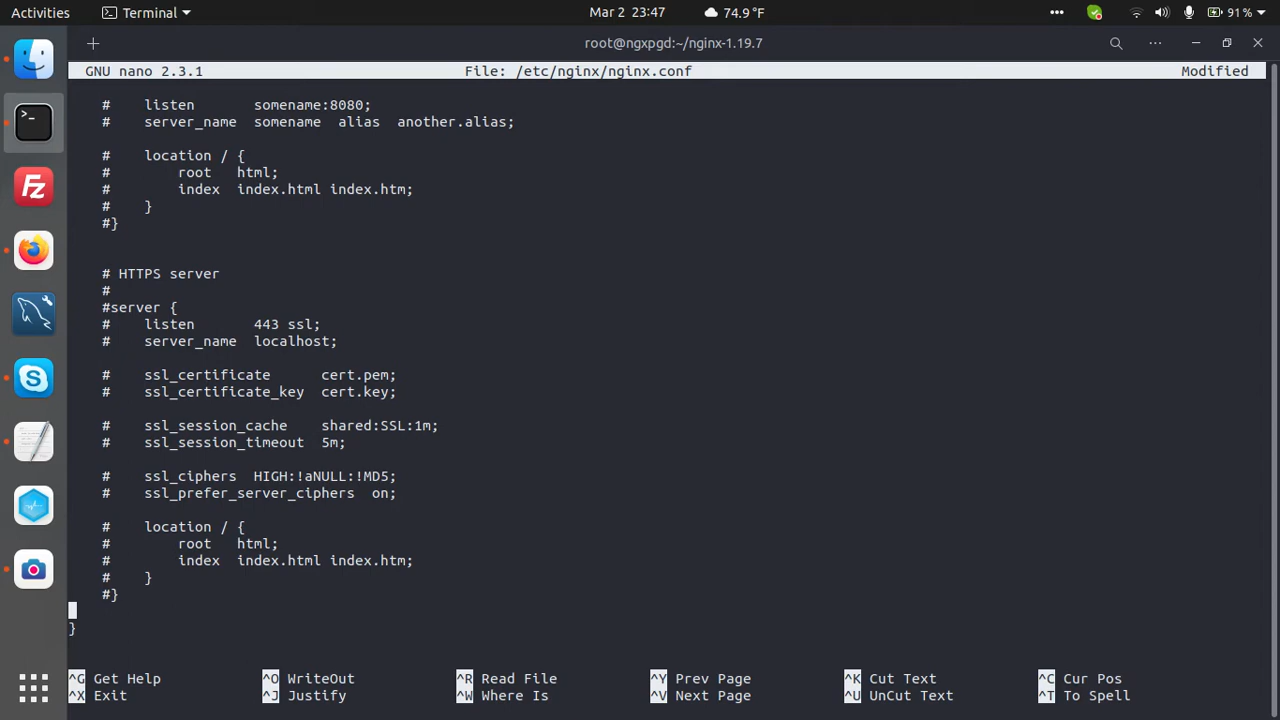 Activities Terminal Mar 2 23:47 74.9 °F 91 %
root@ngxpgd:~/nginx-1.19.7
GNU nano 2.3.1 File: /etc/nginx/nginx.conf Modified
# listen somename:8080;
# server_name somename alias another.alias;
# location / {
# root html;
# index index.html index.htm;
# }
#}
# HTTPS server
#
#server {
# listen 443 ssl;
# server_name localhost;
# ssl_certificate cert.pem;
# ssl_certificate_key cert.key;
# ssl_session_cache shared:SSL:1m;
# ssl_session_timeout 5m;
# ssl_ciphers HIGH:!aNULL:!MD5;
# ssl_prefer_server_ciphers on;
# location / {
# root html;
# index index.html index.htm;
# }
#}
}
^G Get Help ^O WriteOut ^R Read File ^Y Prev Page ^K Cut Text ^C Cur Pos
^X Exit ^J Justify ^W Where Is ^V Next Page ^U UnCut Text ^T To Spell